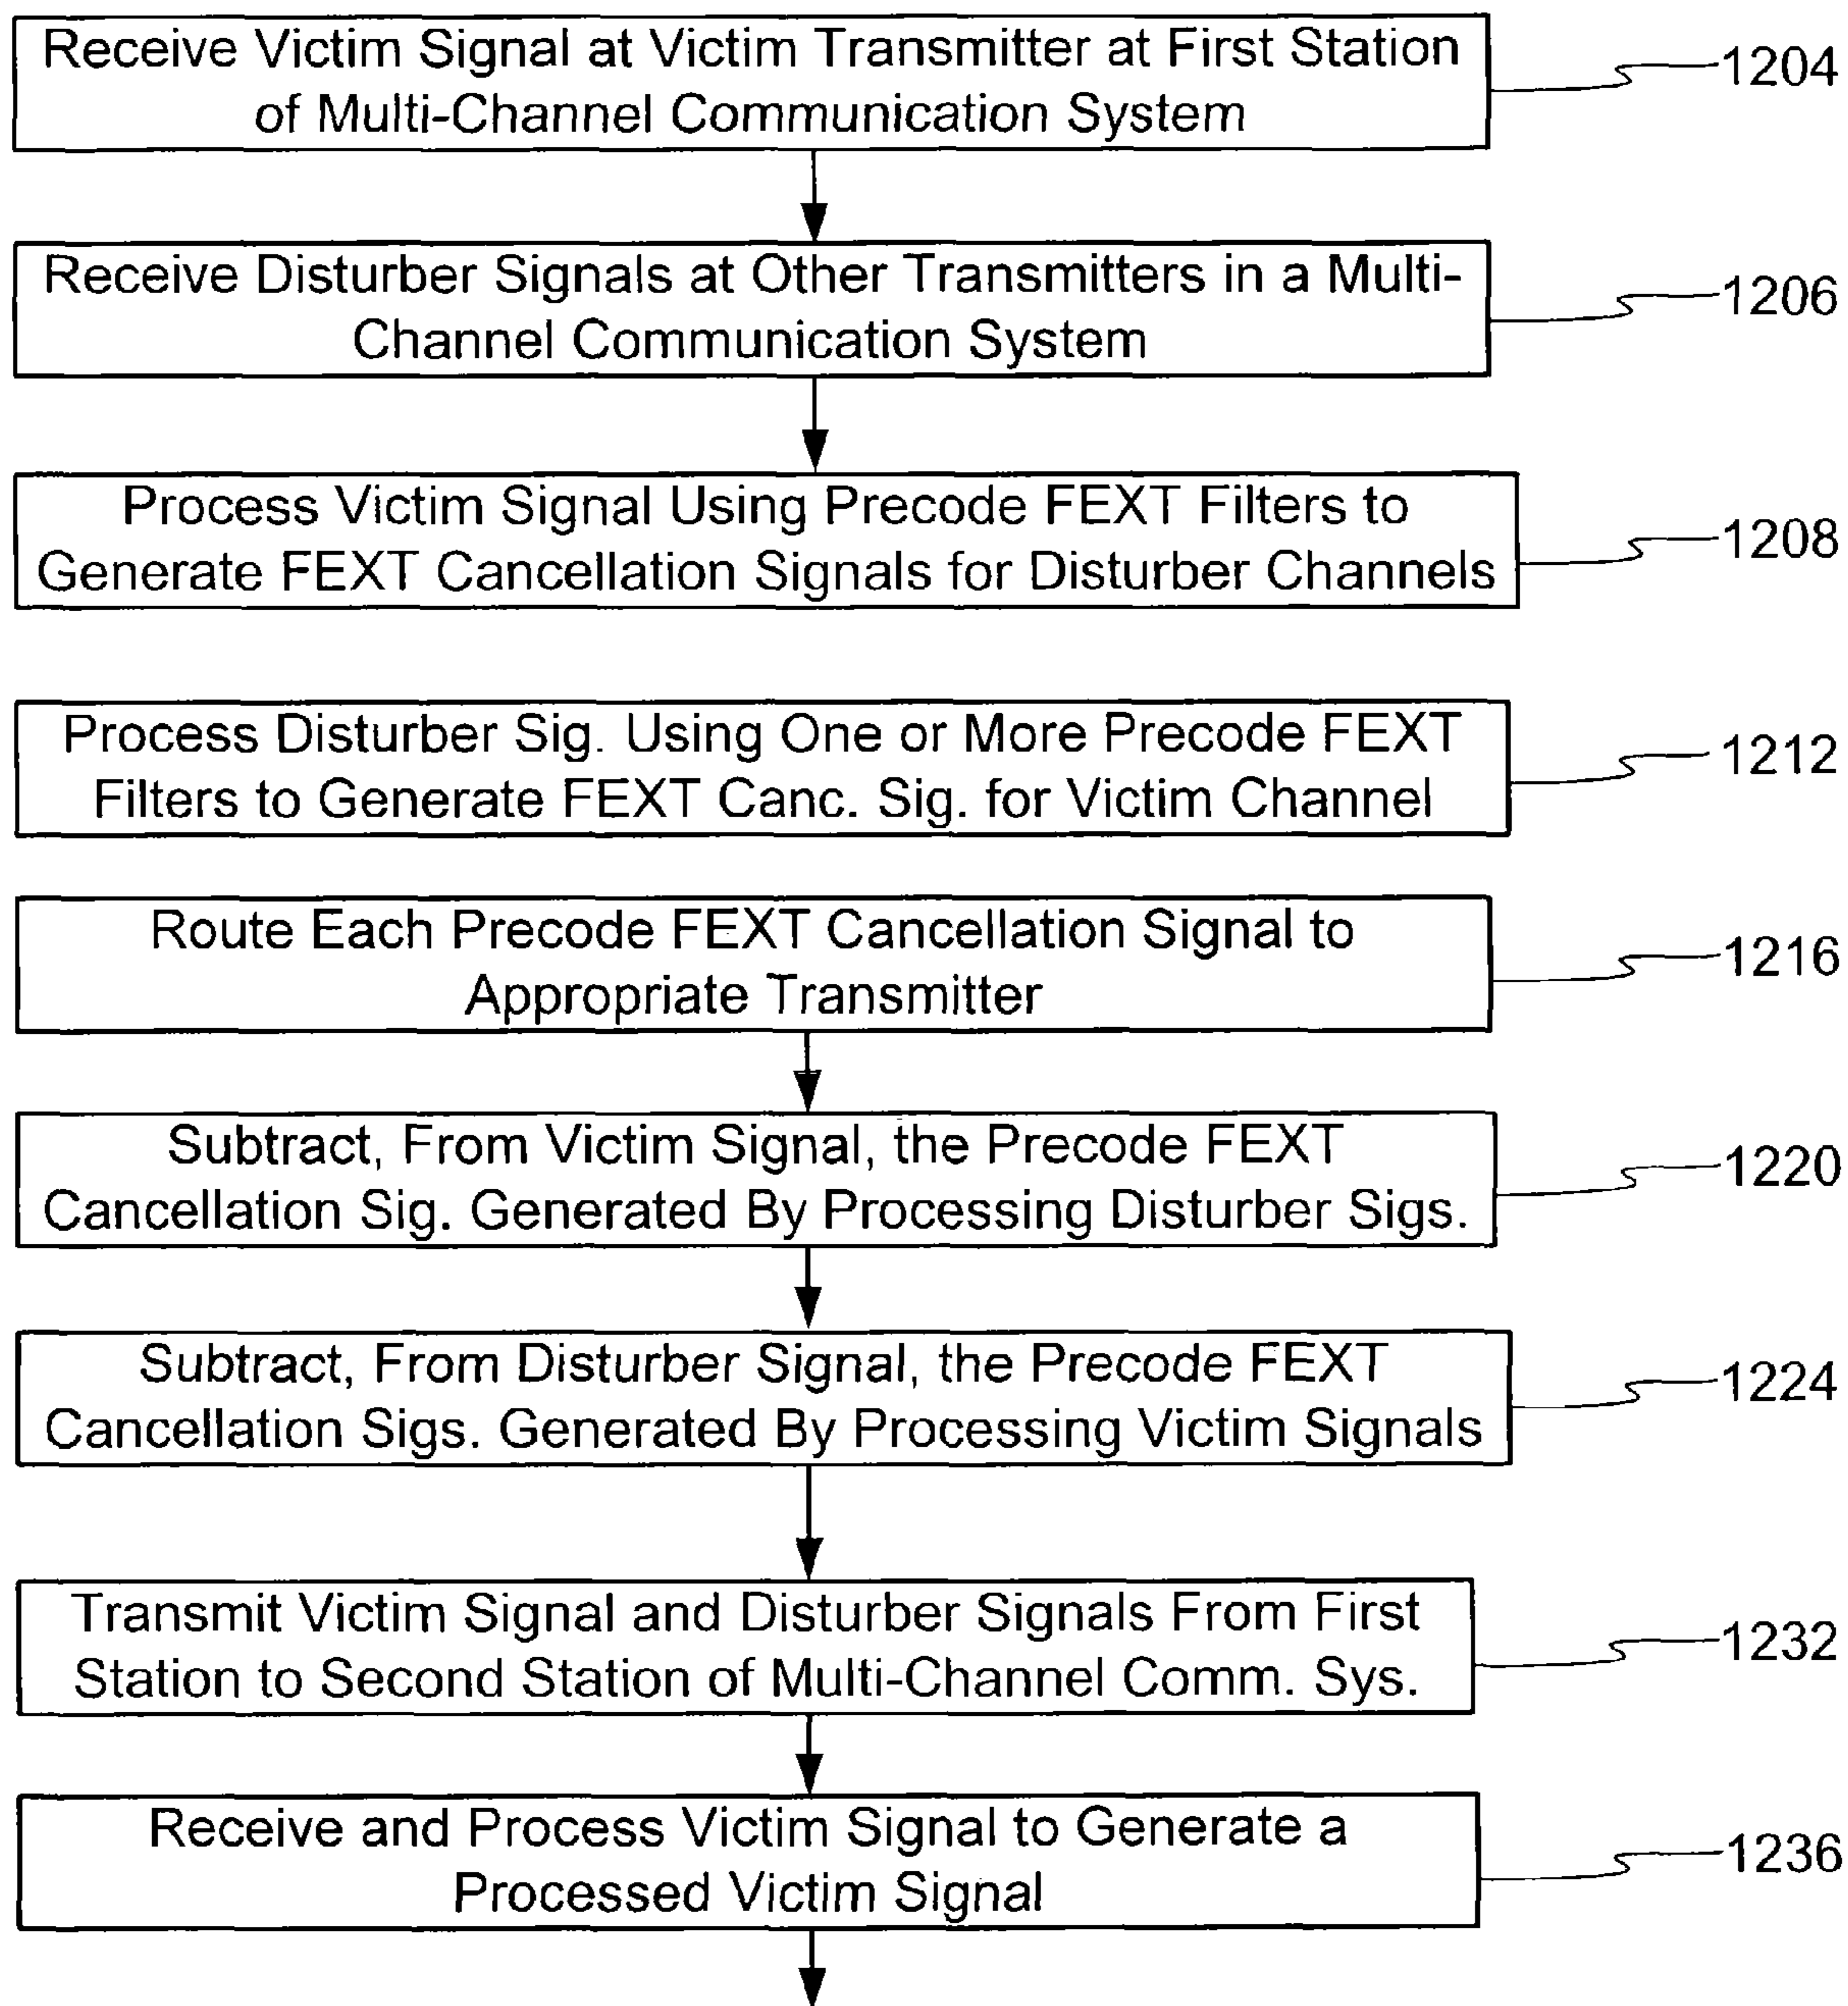 Receive Victim Signal at Victim Transmitter at First Station
of Multi-Channel Communication System
1204
Receive Disturber Signals at Other Transmitters in a Multi-
Channel Communication System
1206
Process Victim Signal Using Precode FEXT Filters to
Generate FEXT Cancellation Signals for Disturber Channels
1208
Process Disturber Sig. Using One or More Precode FEXT
Filters to Generate FEXT Canc. Sig. for Victim Channel
1212
Route Each Precode FEXT Cancellation Signal to
Appropriate Transmitter
1216
Subtract, From Victim Signal, the Precode FEXT
Cancellation Sig. Generated By Processing Disturber Sigs.
1220
Subtract, From Disturber Signal, the Precode FEXT
Cancellation Sigs. Generated By Processing Victim Signals
1224
Transmit Victim Signal and Disturber Signals From First
Station to Second Station of Multi-Channel Comm. Sys.
1232
Receive and Process Victim Signal to Generate a
Processed Victim Signal
1236